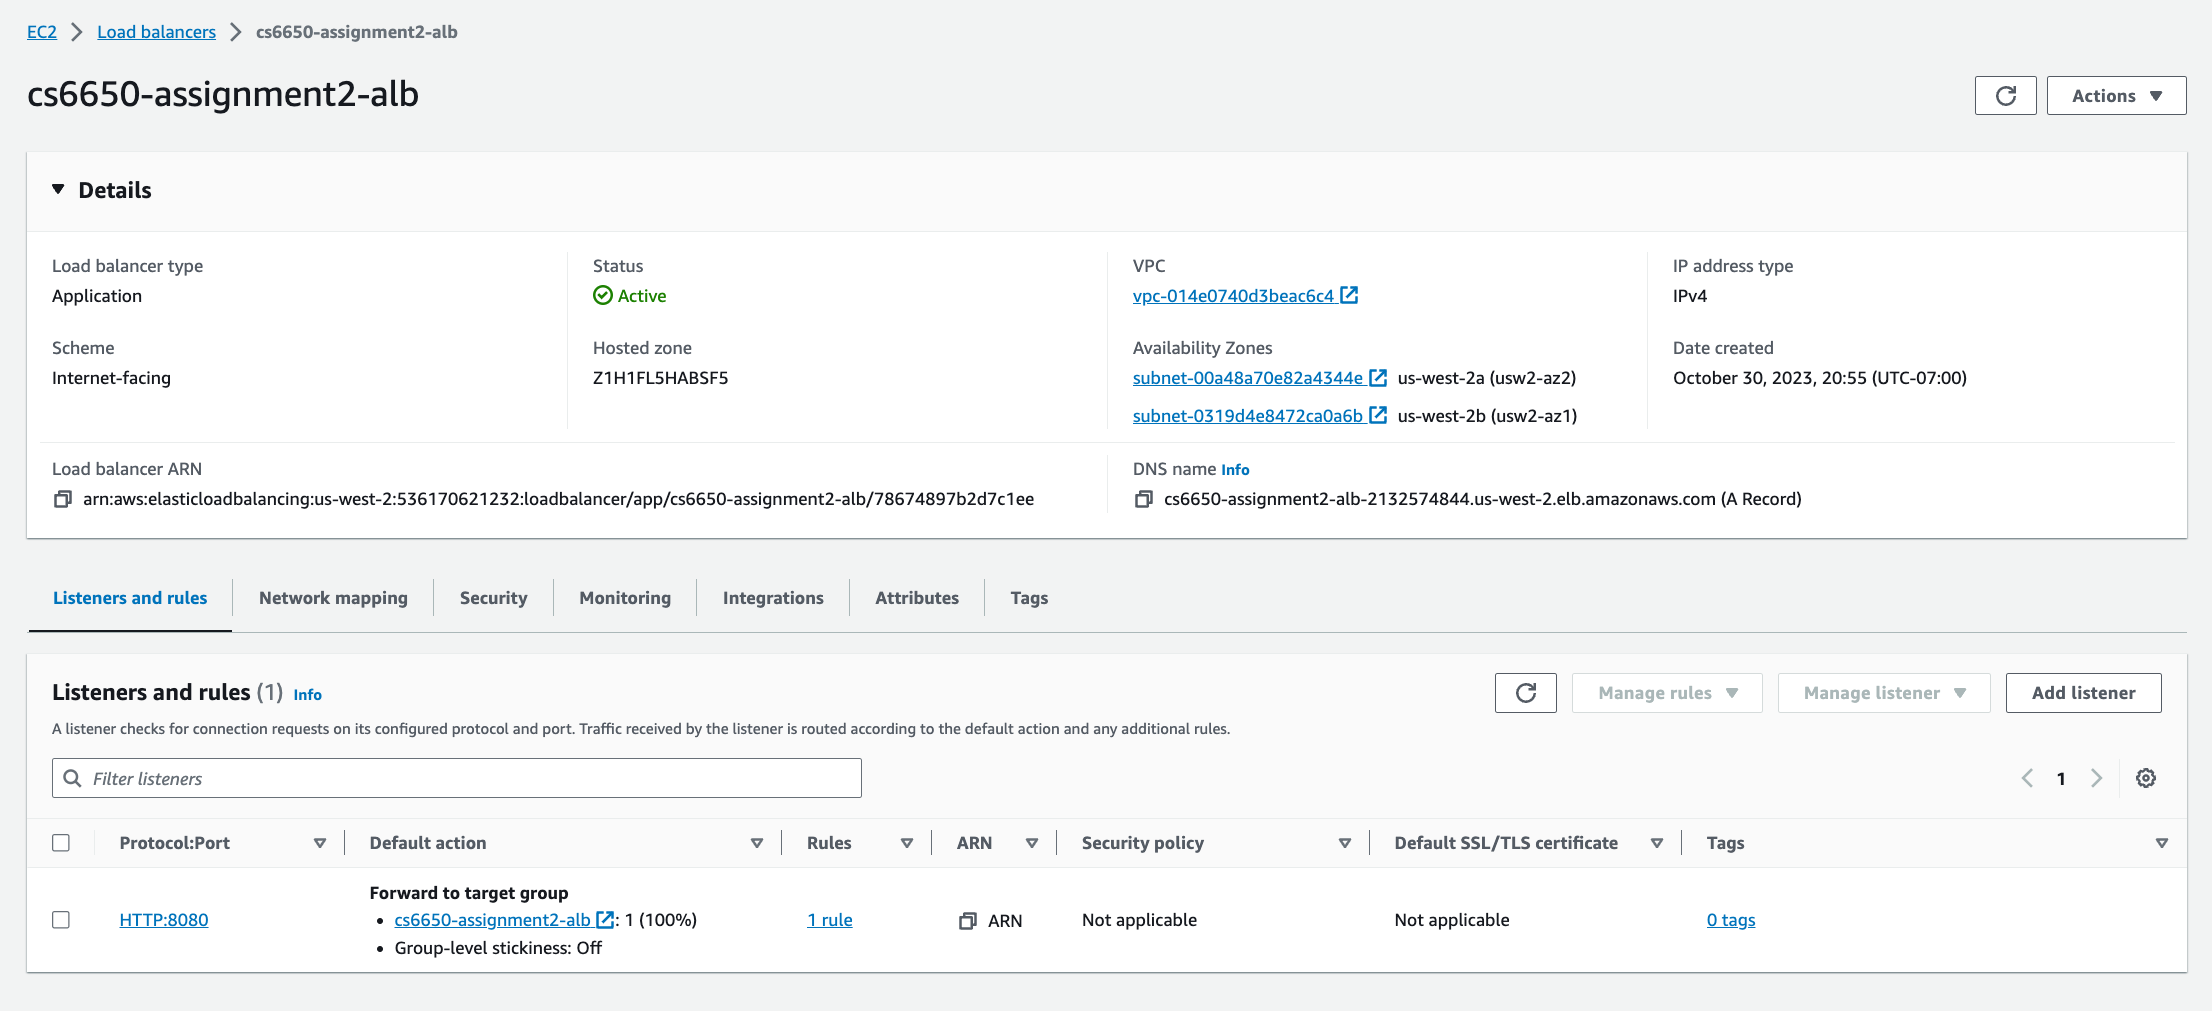 EC2 > Load balancers > cs6650-assignment2-alb
cs6650-assignment2-alb
Actions
Details
Load balancer type
Application
Status
Active
VPC
vpc-014e0740d3beac6c4
IP address type
IPv4
Scheme
Internet-facing
Hosted zone
Z1H1FL5HABSF5
Availability Zones
subnet-00a48a70e82a4344e us-west-2a (usw2-az2)
subnet-0319d4e8472ca0a6b us-west-2b (usw2-az1)
Date created
October 30, 2023, 20:55 (UTC-07:00)
Load balancer ARN
arn:aws:elasticloadbalancing:us-west-2:536170621232:loadbalancer/app/cs6650-assignment2-alb/78674897b2d7c1ee
DNS name Info
cs6650-assignment2-alb-2132574844.us-west-2.elb.amazonaws.com (A Record)
Listeners and rules Network mapping Security Monitoring Integrations Attributes Tags
Listeners and rules (1) Info
Manage rules Manage listener Add listener
A listener checks for connection requests on its configured protocol and port. Traffic received by the listener is routed according to the default action and any additional rules.
Filter listeners
1
Protocol:Port Default action Rules ARN Security policy Default SSL/TLS certificate Tags
HTTP:8080
Forward to target group
• cs6650-assignment2-alb : 1 (100%)
• Group-level stickiness: Off
1 rule
ARN
Not applicable
Not applicable
0 tags